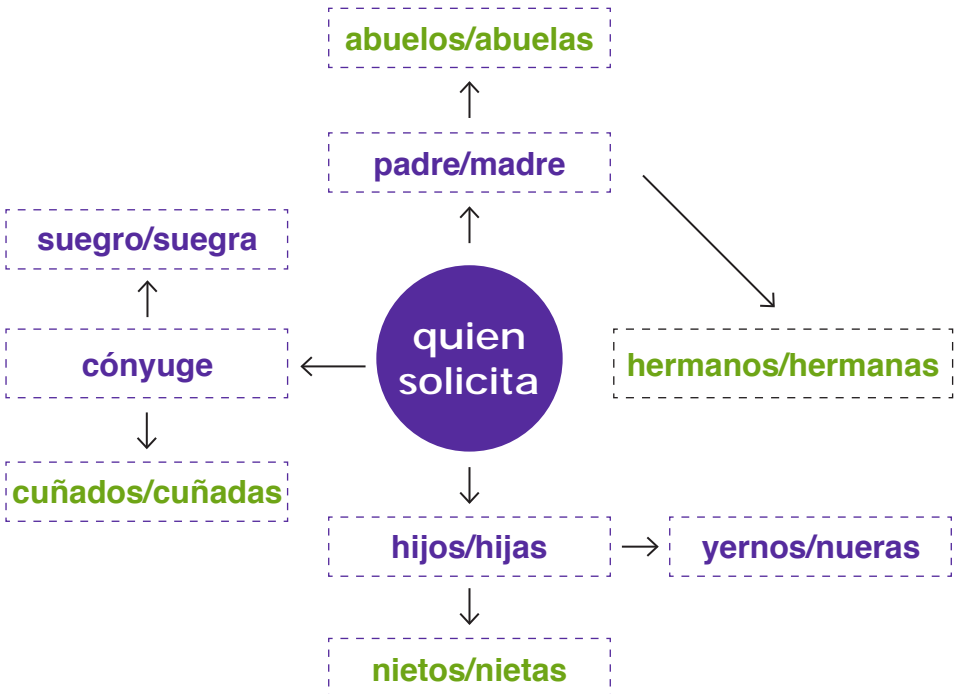 abuelos/abuelas
padre/madre
suegro/suegra
quien
solicita
cónyuge
hermanos/hermanas
cuñados/cuñadas
hijos/hijas
yernos/nueras
nietos/nietas